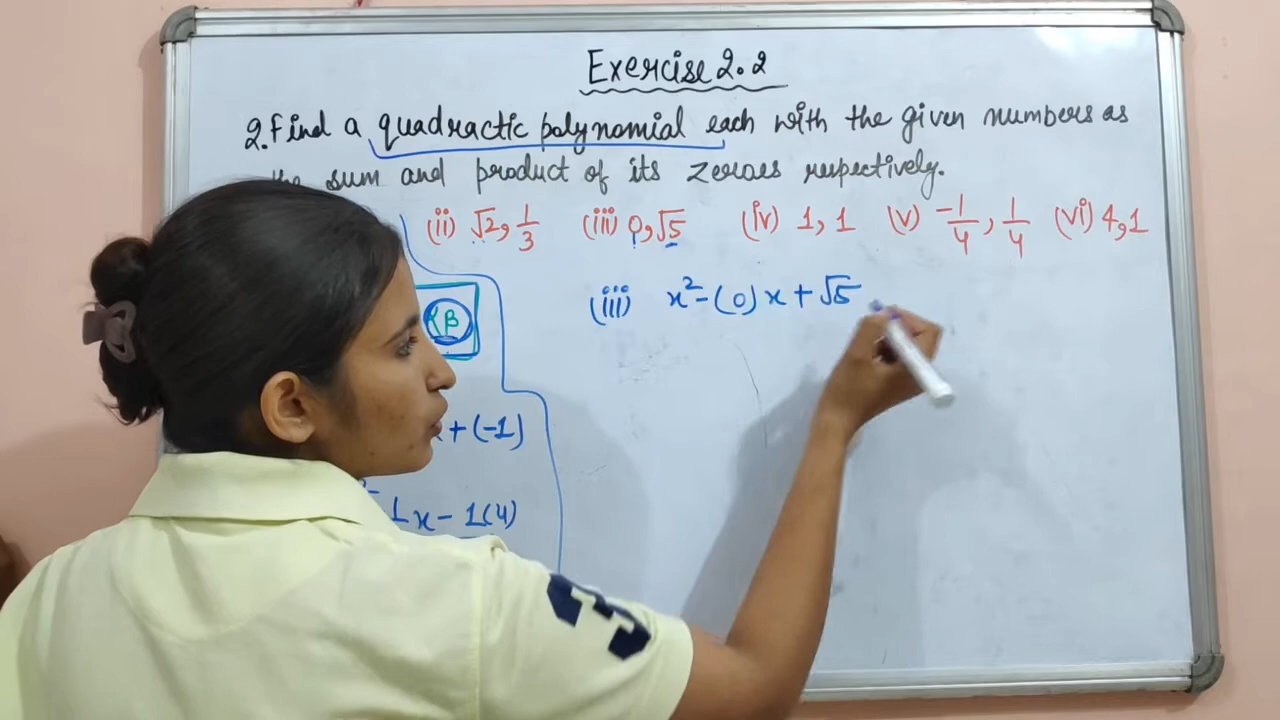 Exercise 2.2
2. Find a quadractic polynomial each with the given numbers as
the sum and product of its zeroes respectively.
(ii) √2, 1/3 (iii) 0, √5 (iv) 1, 1 (v) -1/4, 1/4 (vi) 4, 1
β
(iii) x² - (0)x + √5
+ (-1)
x - 1(4)
3